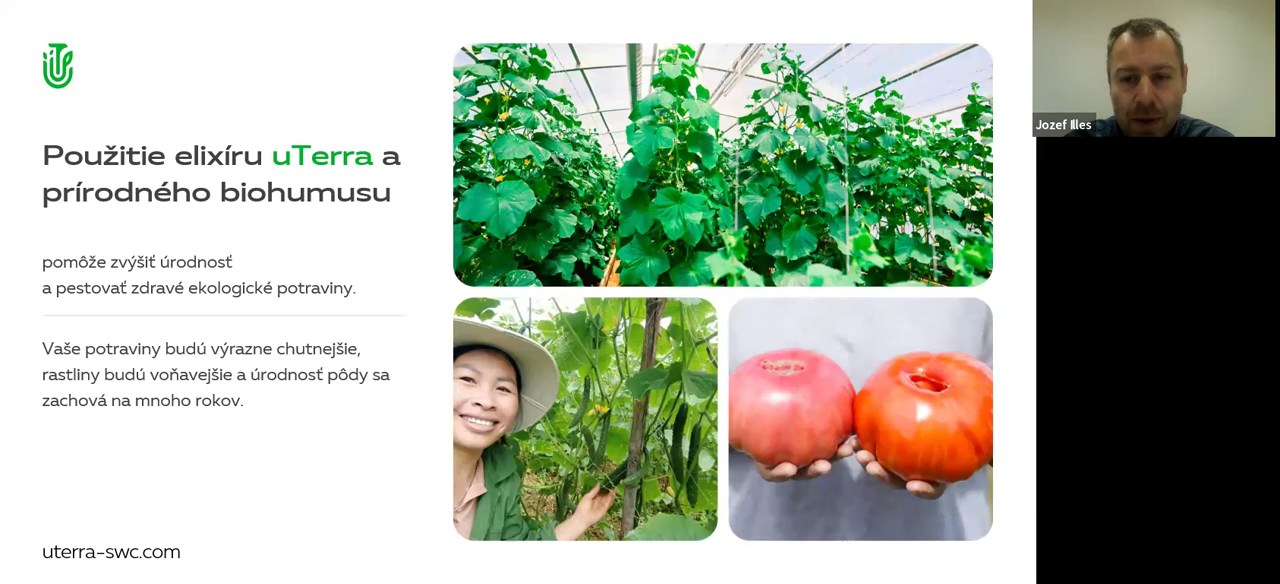 Použitie elixíru uTerra a
prírodného biohumusu
pomôže zvýšiť úrodnosť
a pestovať zdravé ekologické potraviny.
Vaše potraviny budú výrazne chutnejšie,
rastliny budú voňavejšie a úrodnosť pôdy sa
zachová na mnoho rokov.
uterra-swc.com
Jozef Illes